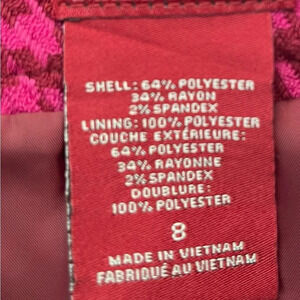 SHELL: 64% POLYESTER
34% RAYON
2% SPANDEX
LINING: 100% POLYESTER
COUCHE EXTÉRIEURE:
64% POLYESTER
34% RAYONNE
2% SPANDEX
DOUBLURE:
100% POLYESTER
8
MADE IN VIETNAM
FABRIQUÉ AU VIETNAM